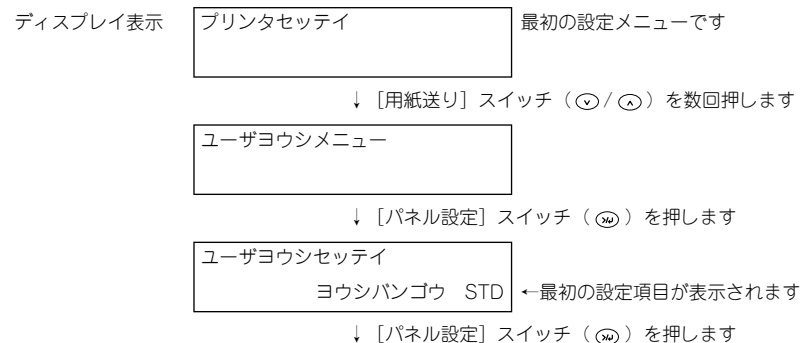 ディスプレイ表示 プリンタセッテイ 最初の設定メニューです
↓ [用紙送り] スイッチ（ / ）を数回押します
ユーザヨウシメニュー
↓ [パネル設定] スイッチ（ ）を押します
ユーザヨウシセッテイ
ヨウシバンゴウ STD ←最初の設定項目が表示されます
↓ [パネル設定] スイッチ（ ）を押します